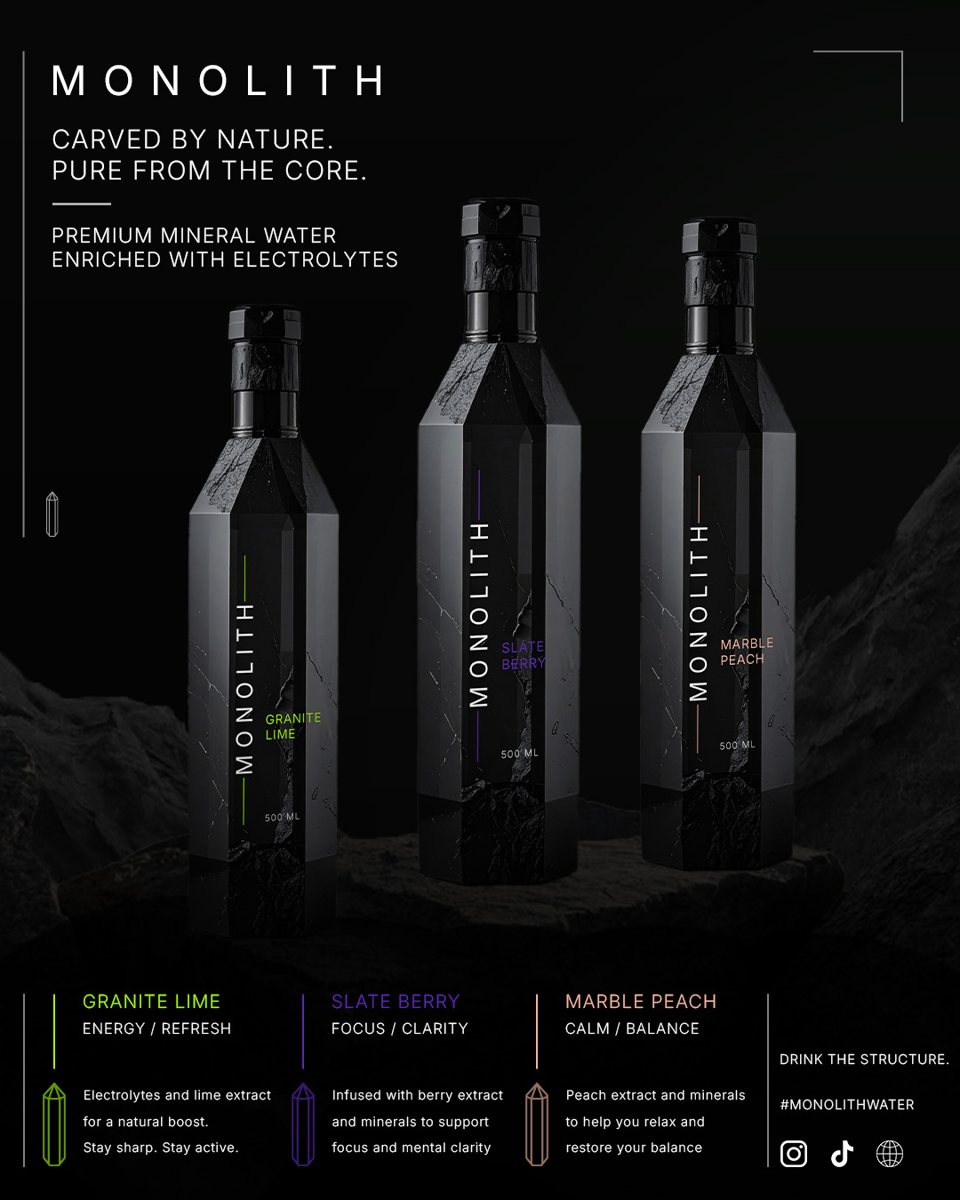 MONOLITH
CARVED BY NATURE.
PURE FROM THE CORE.
PREMIUM MINERAL WATER
ENRICHED WITH ELECTROLYTES
MONOLITH
GRANITE
LIME
500 ML
MONOLITH
SLATE
BERRY
500 ML
MONOLITH
MARBLE
PEACH
500 ML
GRANITE LIME
ENERGY / REFRESH
Electrolytes and lime extract
for a natural boost.
Stay sharp. Stay active.
SLATE BERRY
FOCUS / CLARITY
Infused with berry extract
and minerals to support
focus and mental clarity
MARBLE PEACH
CALM / BALANCE
Peach extract and minerals
to help you relax and
restore your balance
DRINK THE STRUCTURE.
#MONOLITHWATER